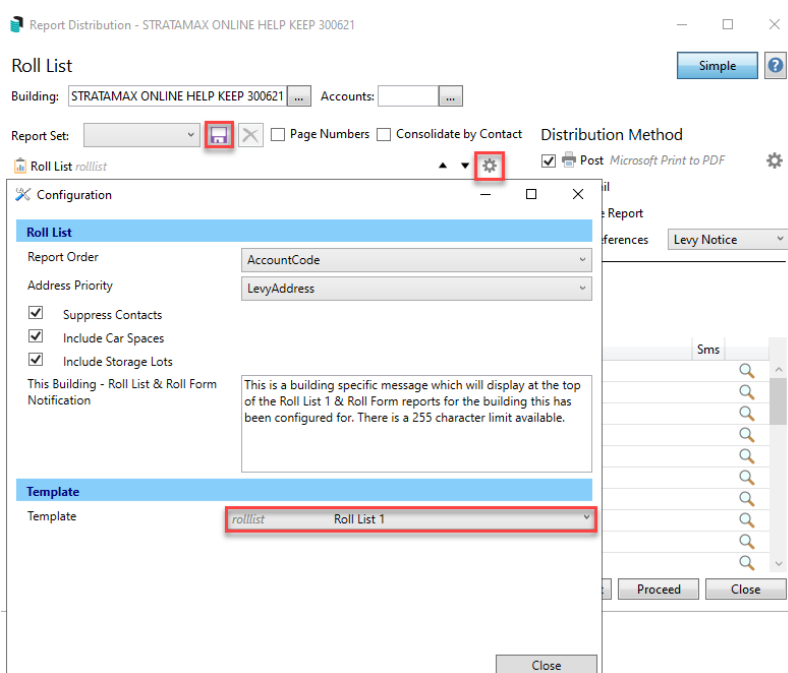 Report Distribution - STRATAMAX ONLINE HELP KEEP 300621
Roll List
Simple
?
Building: STRATAMAX ONLINE HELP KEEP 300621 ... Accounts: ...
Report Set: Page Numbers Consolidate by Contact Distribution Method
Roll List rolllist
Post Microsoft Print to PDF
Configuration
il
Report
Roll List
ferences Levy Notice
Report Order AccountCode
Address Priority LevyAddress
Suppress Contacts
Include Car Spaces
Include Storage Lots
Sms
This Building - Roll List & Roll Form
Notification
This is a building specific message which will display at the top
of the Roll List 1 & Roll Form reports for the building this has
been configured for. There is a 255 character limit available.
Template
Template rolllist Roll List 1
Proceed Close
Close